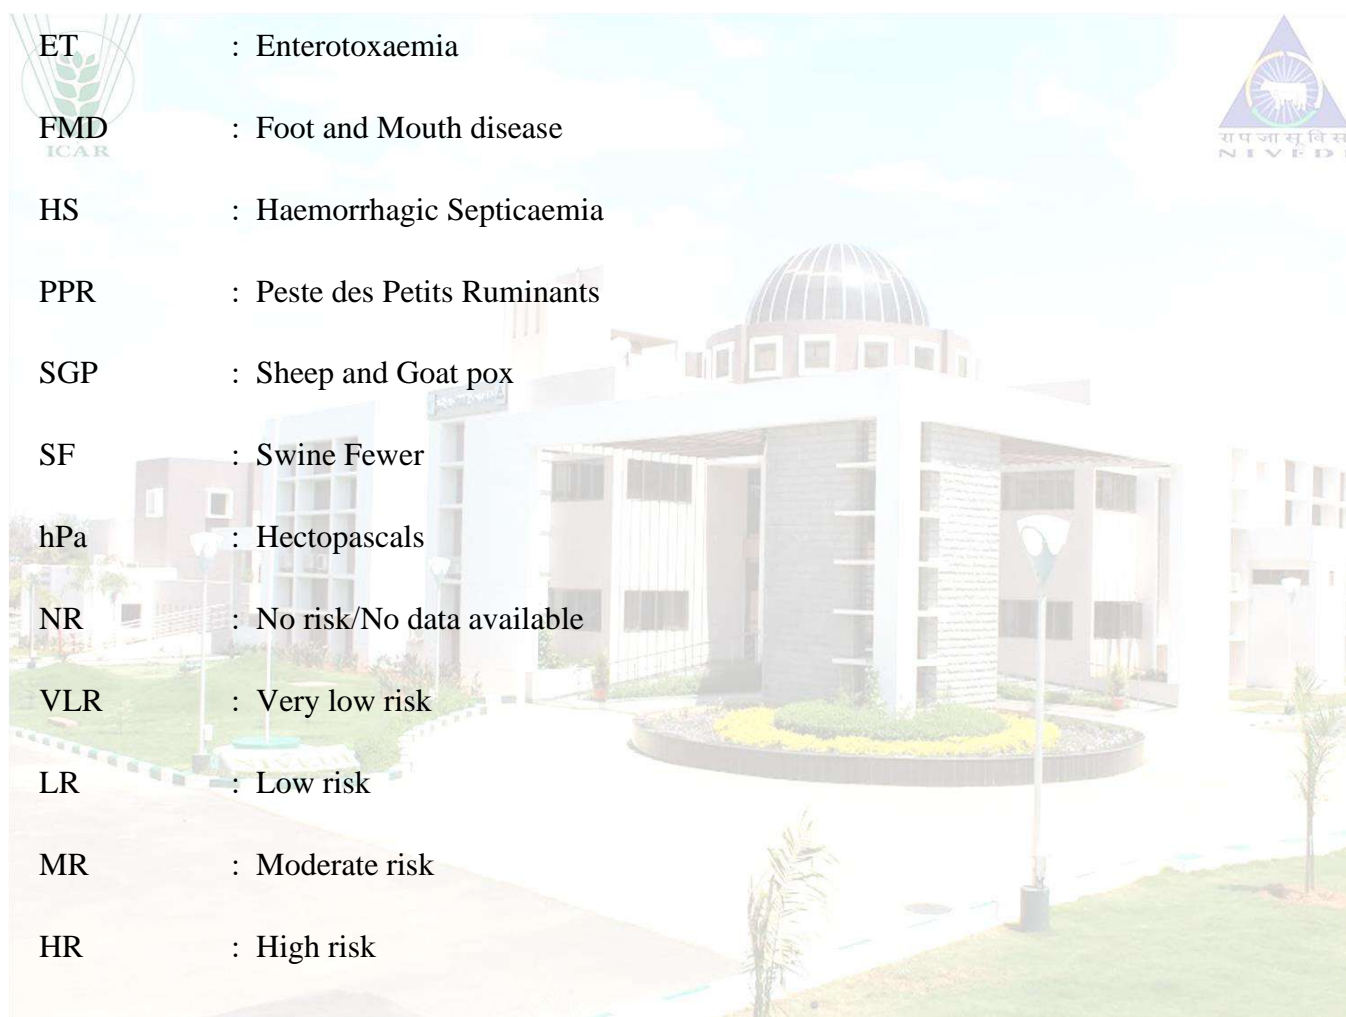 ET : Enterotoxaemia
FMD : Foot and Mouth disease
ICAR
रा प जा सू वि स
NIVEDI
HS : Haemorrhagic Septicaemia
PPR : Peste des Petits Ruminants
SGP : Sheep and Goat pox
SF : Swine Fewer
hPa : Hectopascals
NR : No risk/No data available
VLR : Very low risk
LR : Low risk
MR : Moderate risk
HR : High risk